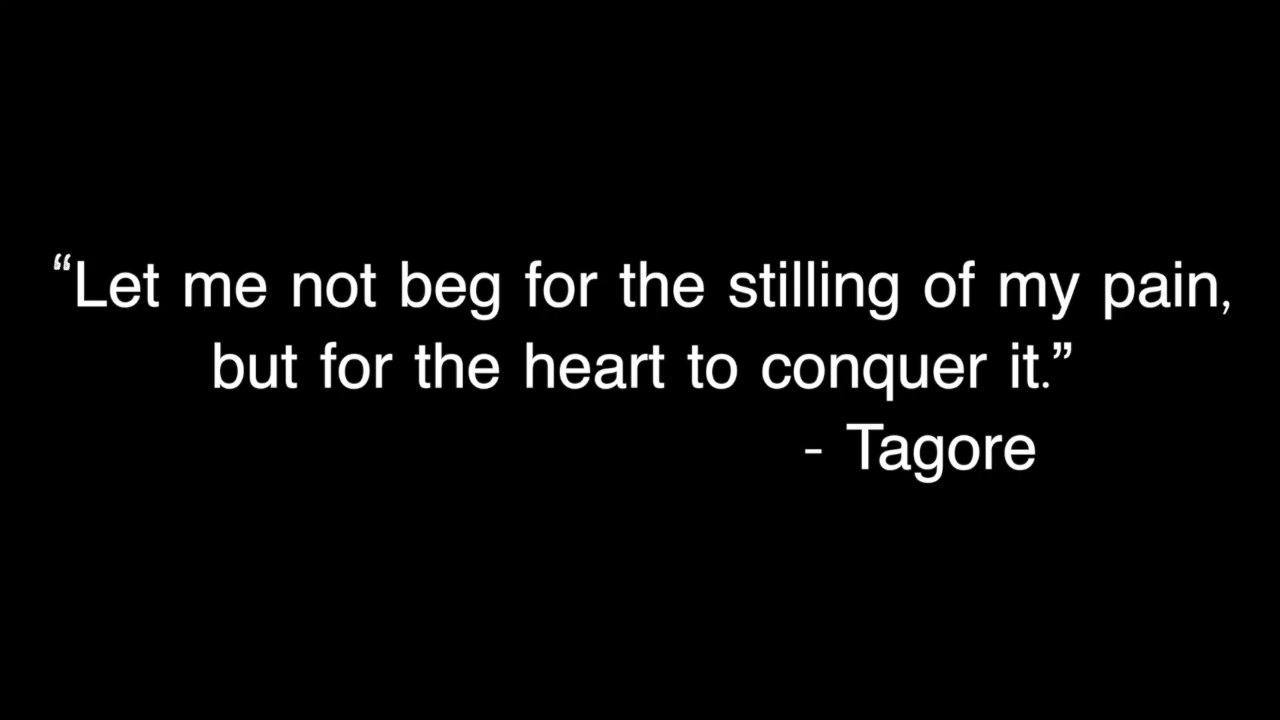 “Let me not beg for the stilling of my pain,
but for the heart to conquer it.”
- Tagore